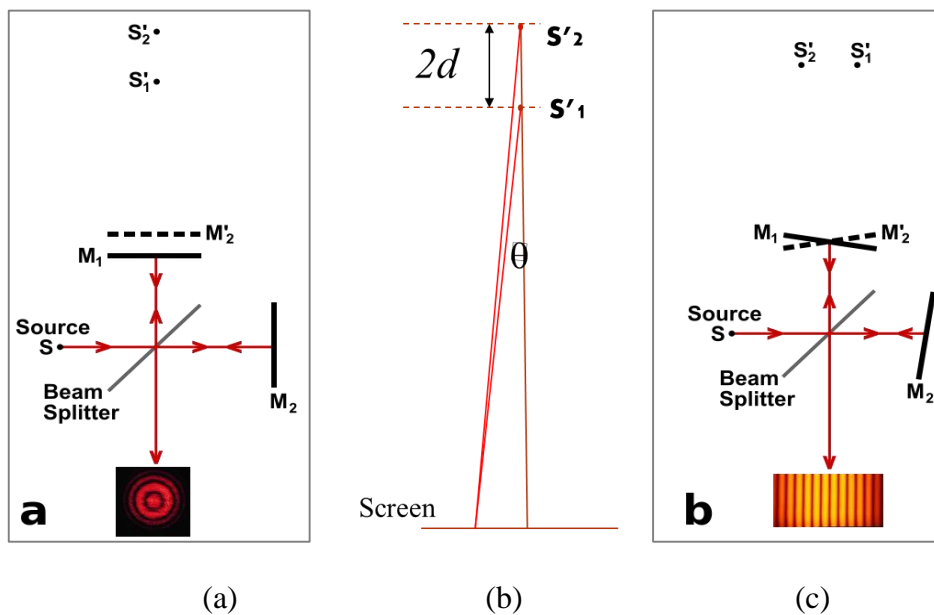 S'2
S'1
M'2
M1
Source
S
Beam
Splitter
M2
a
2d
S'2
S'1
θ
Screen
S'2
S'1
M1
M'2
Source
S
Beam
Splitter
M2
b
(a)
(b)
(c)